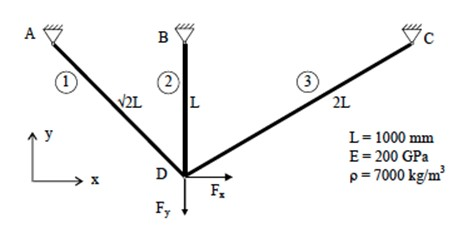 A
B
C
1
2
3
√2L
L
2L
y
x
D
Fx
Fy
L = 1000 mm
E = 200 GPa
ρ = 7000 kg/m³